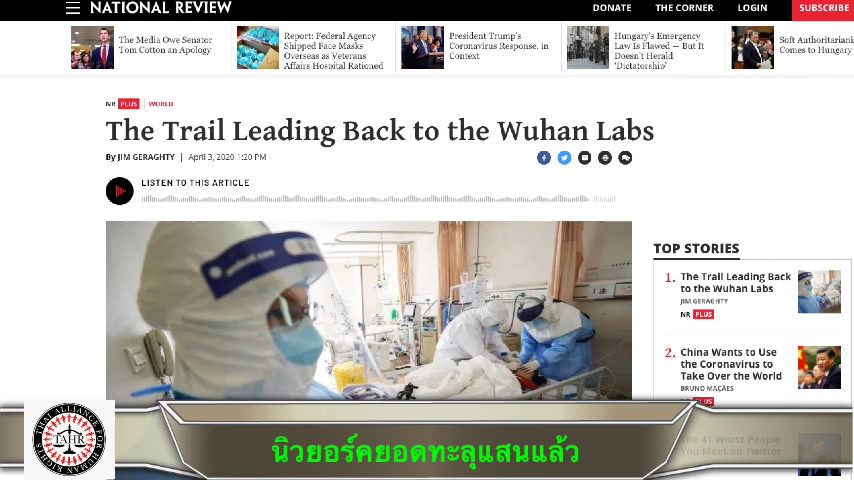 NATIONAL REVIEW
DONATE
THE CORNER
LOGIN
SUBSCRIBE
The Media Owe Senator
Tom Cotton an Apology
Report: Federal Agency
Shipped Face Masks
Overseas as Veterans
Affairs Hospital Rationed
President Trump's
Coronavirus Response, in
Context
Hungary's Emergency
Law Is Flawed — But It
Doesn't Herald
'Dictatorship'
Soft Authoritariani
Comes to Hungary
NR PLUS WORLD
The Trail Leading Back to the Wuhan Labs
By JIM GERAGHTY | April 3, 2020 1:20 PM
LISTEN TO THIS ARTICLE
TOP STORIES
1. The Trail Leading Back
to the Wuhan Labs
JIM GERAGHTY
NR PLUS
2. China Wants to Use
the Coronavirus to
Take Over the World
BRUNO MAÇÃES
PLUS
The 41 Worst People
You Meet on Twitter
THAI ALLIANCE FOR HUMAN RIGHTS
TAHR
นิวยอร์คยอดทะลุแสนแล้ว